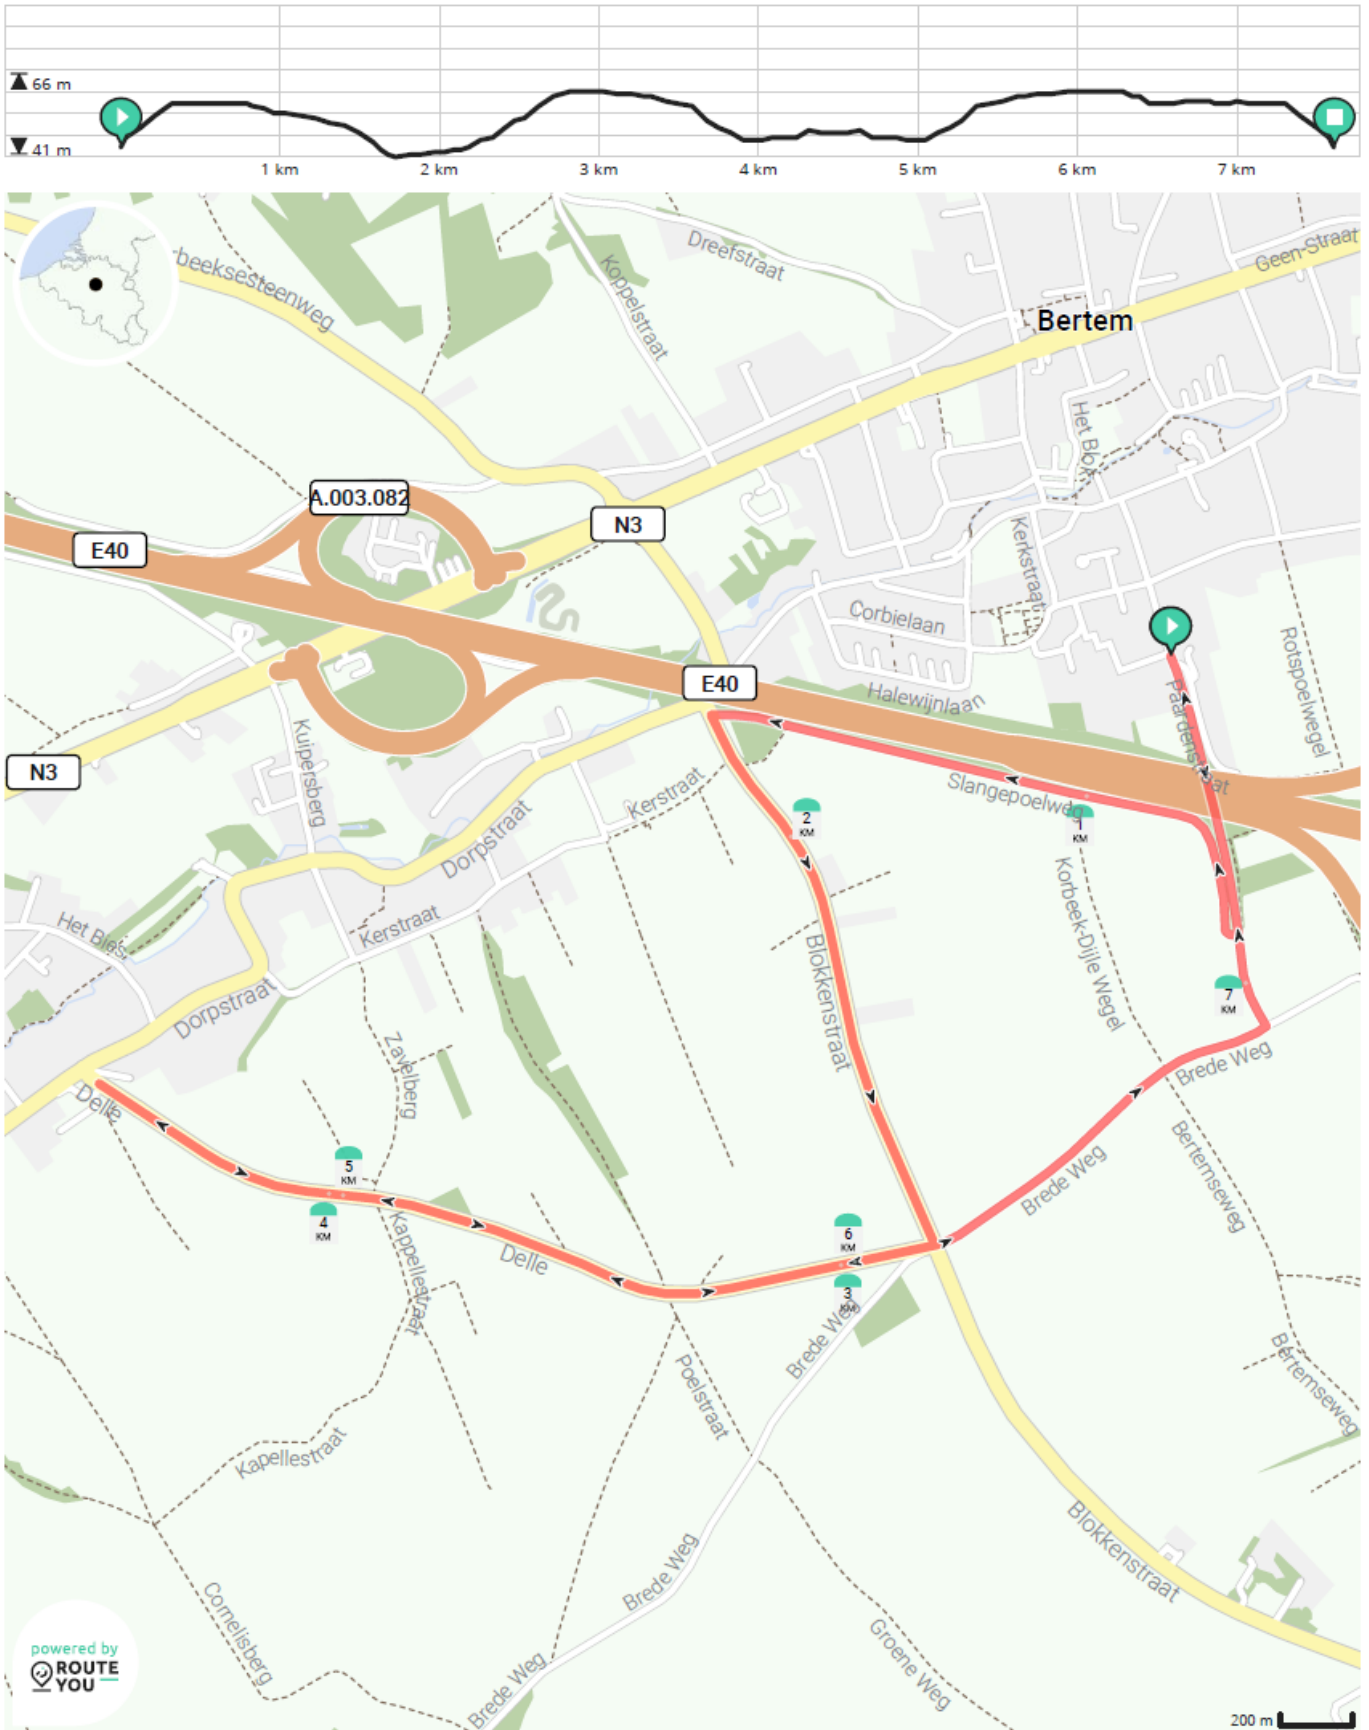 66 m
41 m
1 km
2 km
3 km
4 km
5 km
6 km
7 km
-beeksesteenweg
Dreefstraat
Koppelstraat
Geen-Straat
Bertem
Het Blok
A.003.082
N3
E40
Kerkstraat
Corbielaan
Halewijnlaan
E40
Rotspoelwegel
Paardenstraat
N3
Kuipersberg
Slangepoelweg
Kerstraat
Dorpstraat
2
KM
1
KM
Korbeek-Dijle Wegel
Het Bies
Kerstraat
Blokkenstraat
7
KM
Dorpstraat
Zavelberg
Brede Weg
Delle
Bertemseweg
5
KM
4
KM
Brede Weg
Kappellestraat
Delle
6
KM
3
KM
Brede Weg
Bertemseweg
Poelstraat
Kapellestraat
Blokkenstraat
Brede Weg
Cornelisberg
Groene Weg
Brede Weg
powered by
ROUTE
YOU
200 m